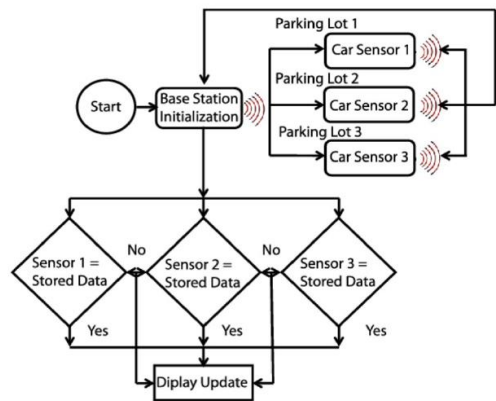 Parking Lot 1
Car Sensor 1
Parking Lot 2
Start
Base Station
Initialization
Car Sensor 2
Parking Lot 3
Car Sensor 3
No
No
Sensor 1 =
Stored Data
Sensor 2 =
Stored Data
Sensor 3 =
Stored Data
Yes
Yes
Yes
Diplay Update